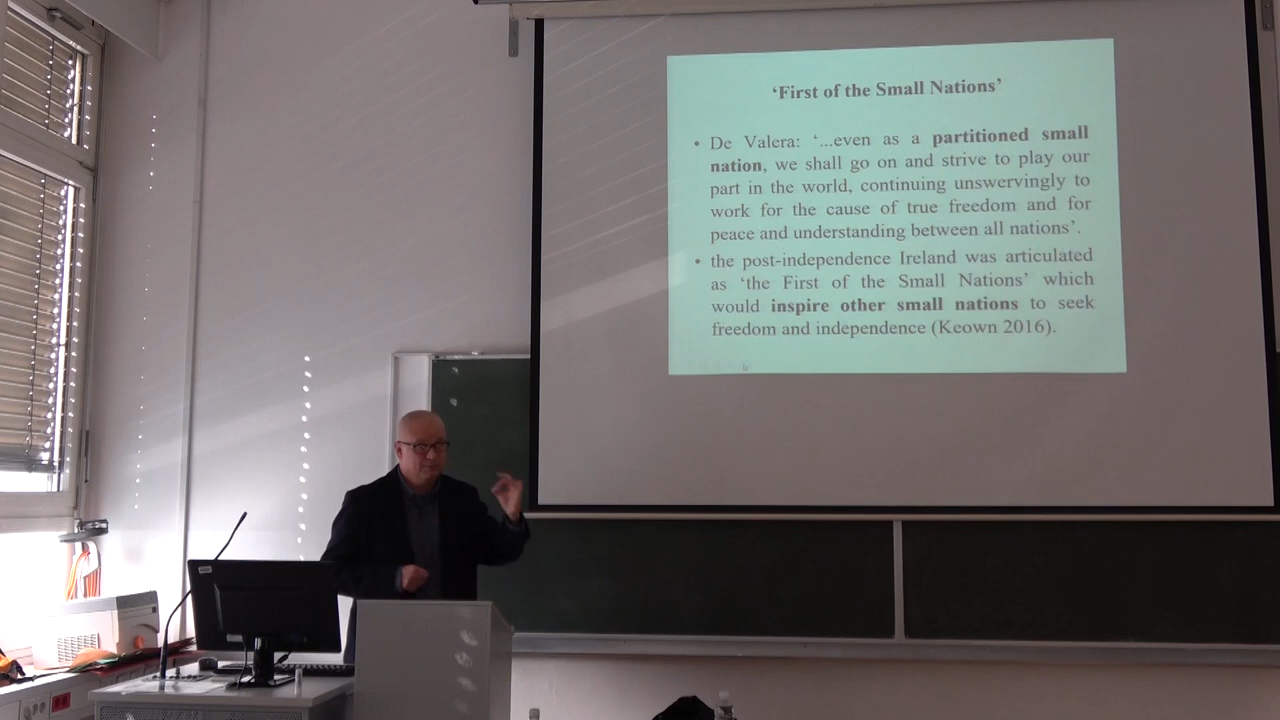 ‘First of the Small Nations’
• De Valera: ‘...even as a partitioned small
nation, we shall go on and strive to play our
part in the world, continuing unswervingly to
work for the cause of true freedom and for
peace and understanding between all nations’.
• the post-independence Ireland was articulated
as ‘the First of the Small Nations’ which
would inspire other small nations to seek
freedom and independence (Keown 2016).